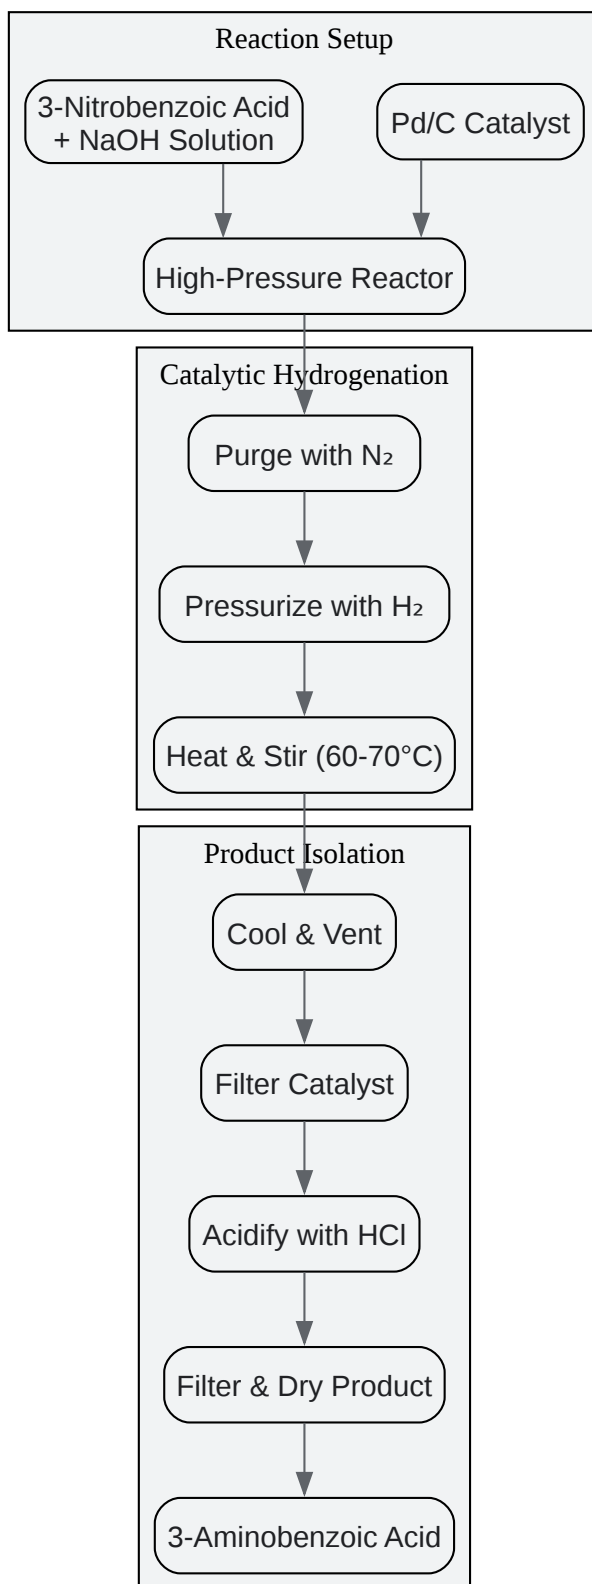 Reaction Setup
3-Nitrobenzoic Acid
+ NaOH Solution
Pd/C Catalyst
High-Pressure Reactor
Catalytic Hydrogenation
Purge with N₂
Pressurize with H₂
Heat & Stir (60-70°C)
Product Isolation
Cool & Vent
Filter Catalyst
Acidify with HCl
Filter & Dry Product
3-Aminobenzoic Acid